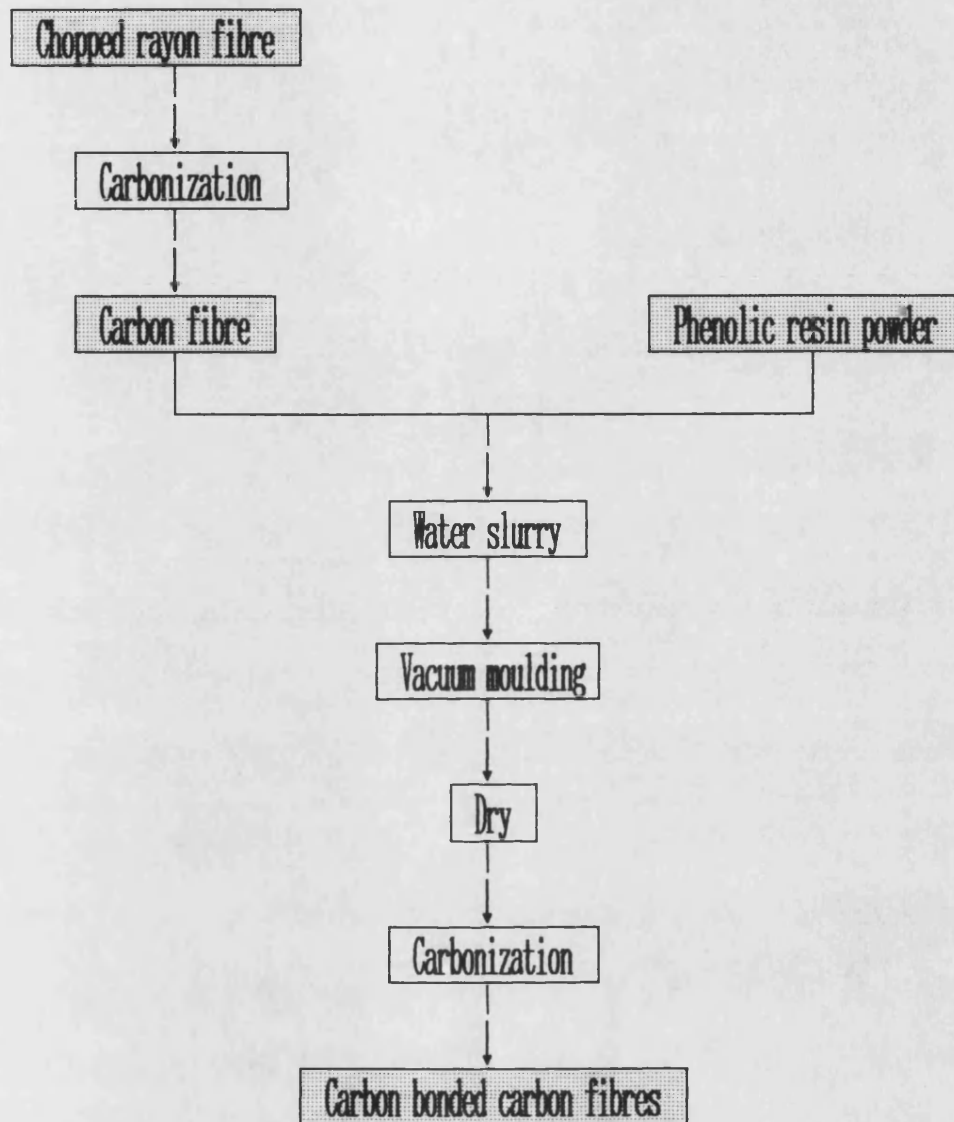 Chopped rayon fibre
Carbonization
Carbon fibre
Phenolic resin powder
Water slurry
Vacuum moulding
Dry
Carbonization
Carbon bonded carbon fibres